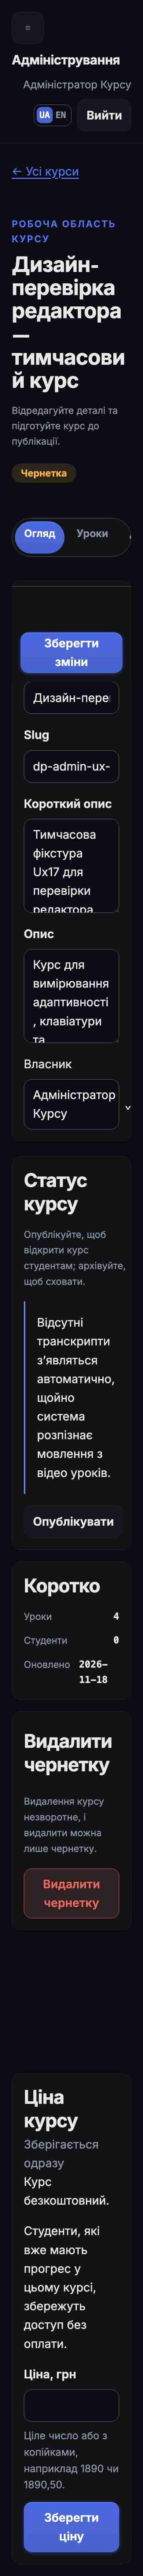 ≡
Адміністрування
Адміністратор Курсу
UA EN
Вийти
← Усі курси
РОБОЧА ОБЛАСТЬ
КУРСУ
Дизайн-
перевірка
редактора
—
тимчасови
й курс
Відредагуйте деталі та
підготуйте курс до
публікації.
Чернетка
Огляд Уроки
Зберегти
зміни
Дизайн-пере
Slug
dp-admin-ux-
Короткий опис
Тимчасова
фікстура
Ux17 для
перевірки
редактора
Опис
Курс для
вимірювання
адаптивності
, клавіатури
та
Власник
Адміністратор
Курсу
Статус
курсу
Опублікуйте, щоб
відкрити курс
студентам; архівуйте,
щоб сховати.
Відсутні
транскрипти
з’являться
автоматично,
щойно
система
розпізнає
мовлення з
відео уроків.
Опублікувати
Коротко
Уроки 4
Студенти 0
Оновлено 2026-
11-18
Видалити
чернетку
Видалення курсу
незворотне, і
видалити можна
лише чернетку.
Видалити
чернетку
Ціна
курсу
Зберігається
одразу
Курс
безкоштовний.
Студенти, які
вже мають
прогрес у
цьому курсі,
збережуть
доступ без
оплати.
Ціна, грн
Ціле число або з
копійками,
наприклад 1890 чи
1890,50.
Зберегти
ціну